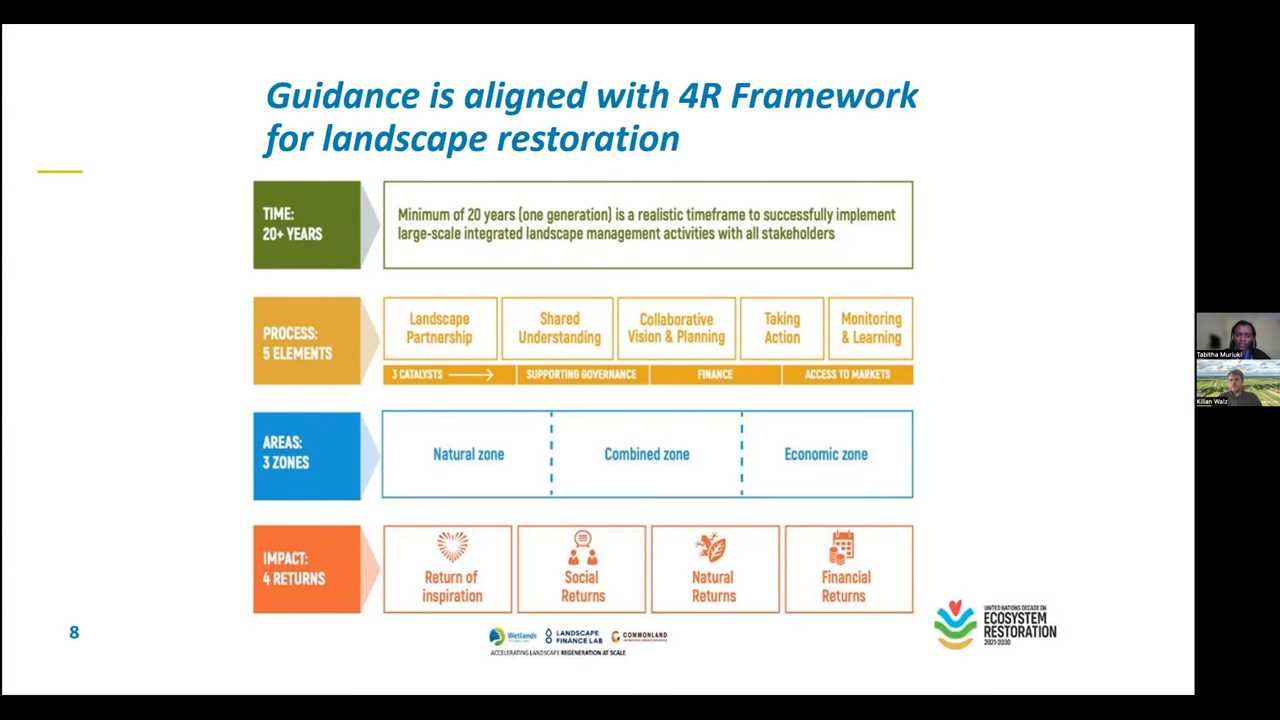 Guidance is aligned with 4R Framework
for landscape restoration
TIME:
20+ YEARS
Minimum of 20 years (one generation) is a realistic timeframe to successfully implement
large-scale integrated landscape management activities with all stakeholders
PROCESS:
5 ELEMENTS
Landscape
Partnership
Shared
Understanding
Collaborative
Vision & Planning
Taking
Action
Monitoring
& Learning
3 CATALYSTS
SUPPORTING GOVERNANCE
FINANCE
ACCESS TO MARKETS
AREAS:
3 ZONES
Natural zone
Combined zone
Economic zone
IMPACT:
4 RETURNS
Return of
inspiration
Social
Returns
Natural
Returns
Financial
Returns
8
Wetlands
LANDSCAPE
FINANCE LAB
COMMONLAND
ACCELERATING LANDSCAPE REGENERATION AT SCALE
UNITED NATIONS DECADE ON
ECOSYSTEM
RESTORATION
2021-2030
Tabitha Muriuki
Kilian Walz